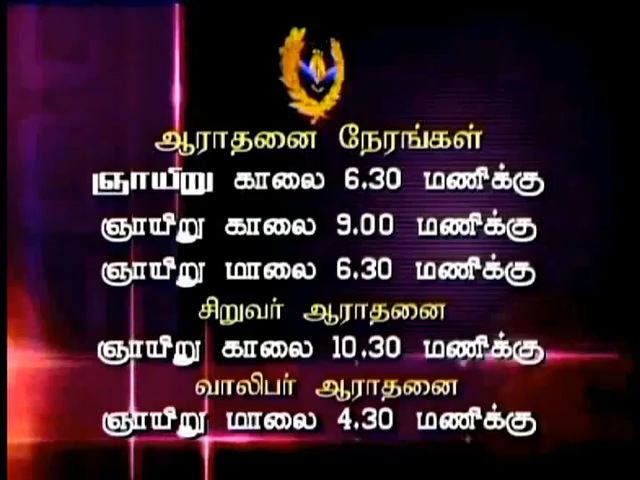 ஆராதனை நேரங்கள்
ஞாயிறு காலை 6.30 மணிக்கு
ஞாயிறு காலை 9.00 மணிக்கு
ஞாயிறு மாலை 6.30 மணிக்கு
சிறுவர் ஆராதனை
ஞாயிறு காலை 10.30 மணிக்கு
வாலிபர் ஆராதனை
ஞாயிறு மாலை 4.30 மணிக்கு